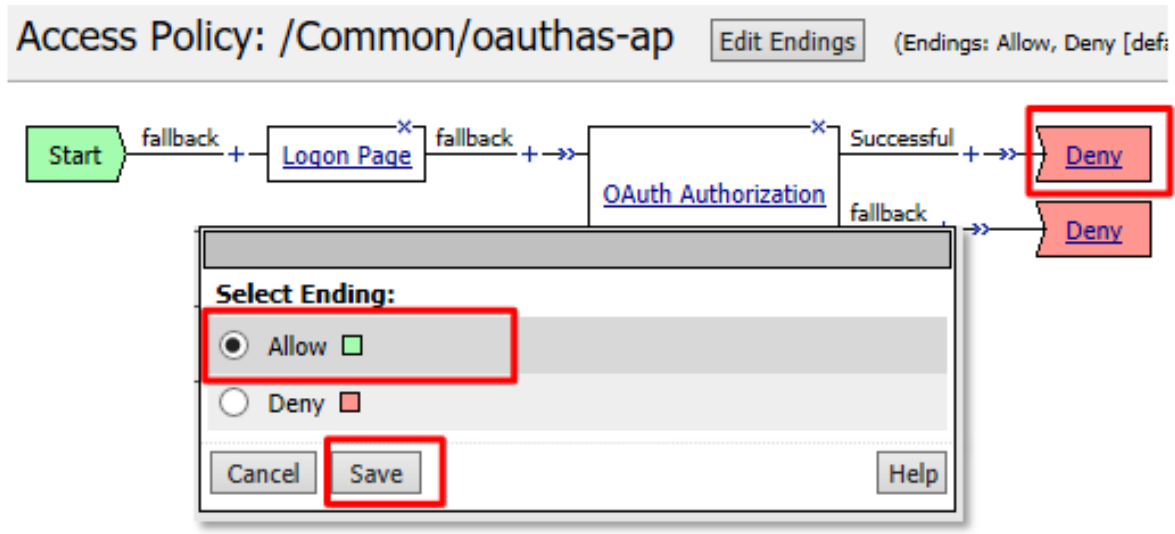 Access Policy: /Common/oauthas-ap Edit Endings (Endings: Allow, Deny [defa
Start fallback + Logon Page fallback + Successful + Deny
OAuth Authorization
fallback Deny
Select Ending:
Allow
Deny
Cancel Save Help